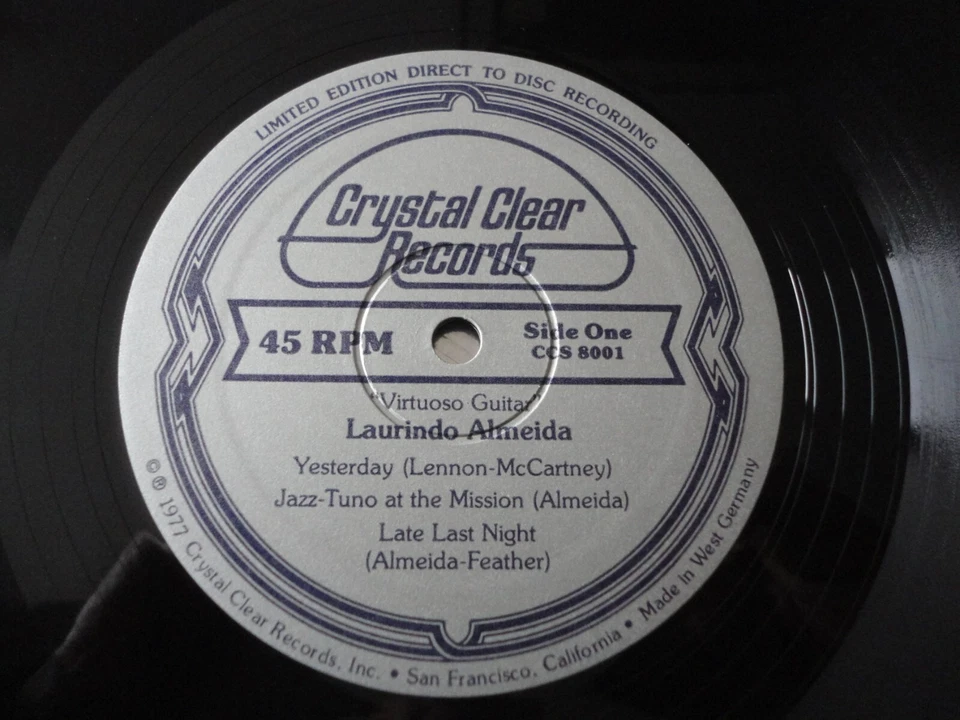 LIMITED EDITION DIRECT TO DISC RECORDING
Crystal Clear
Records
45 RPM
Side One
CCS 8001
"Virtuoso Guitar"
Laurindo Almeida
Yesterday (Lennon-McCartney)
Jazz-Tuno at the Mission (Almeida)
Late Last Night
(Almeida-Feather)
© ℗ 1977 Crystal Clear Records, Inc. • San Francisco, California • Made in West Germany